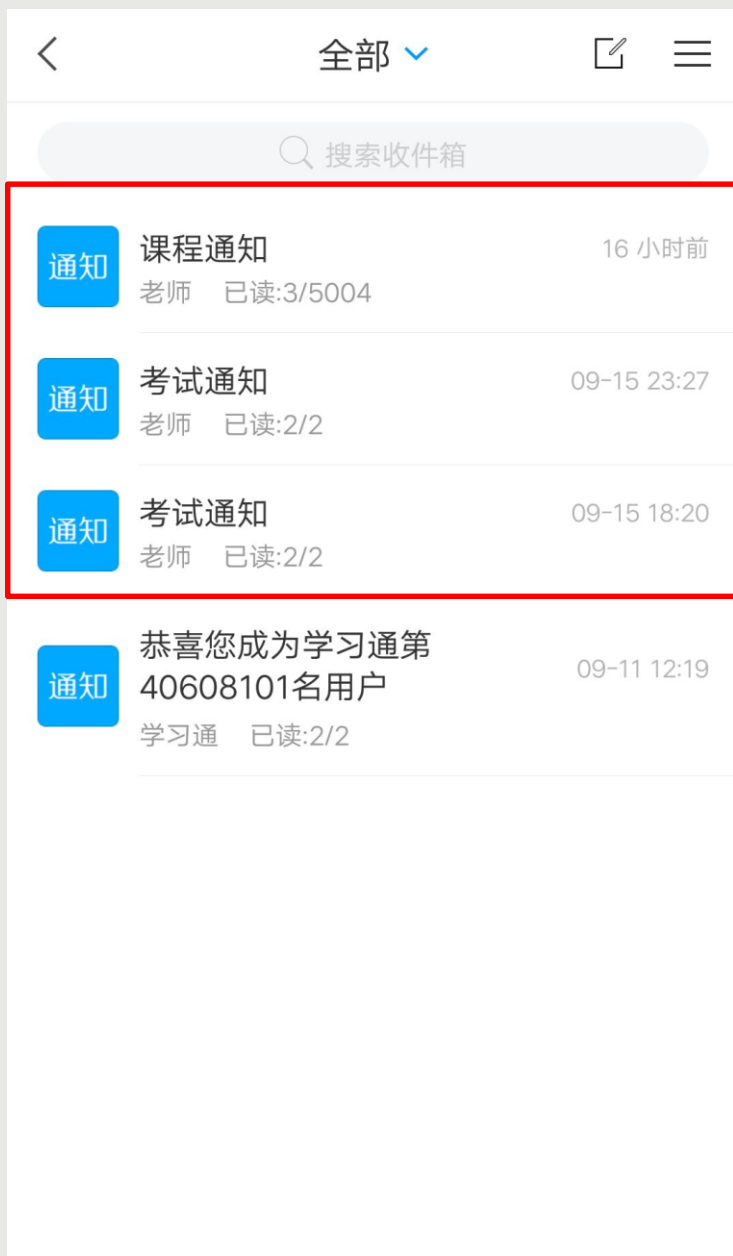 全部
搜索收件箱
通知
课程通知
16 小时前
老师 已读:3/5004
通知
考试通知
09-15 23:27
老师 已读:2/2
通知
考试通知
09-15 18:20
老师 已读:2/2
通知
恭喜您成为学习通第
40608101名用户
09-11 12:19
学习通 已读:2/2